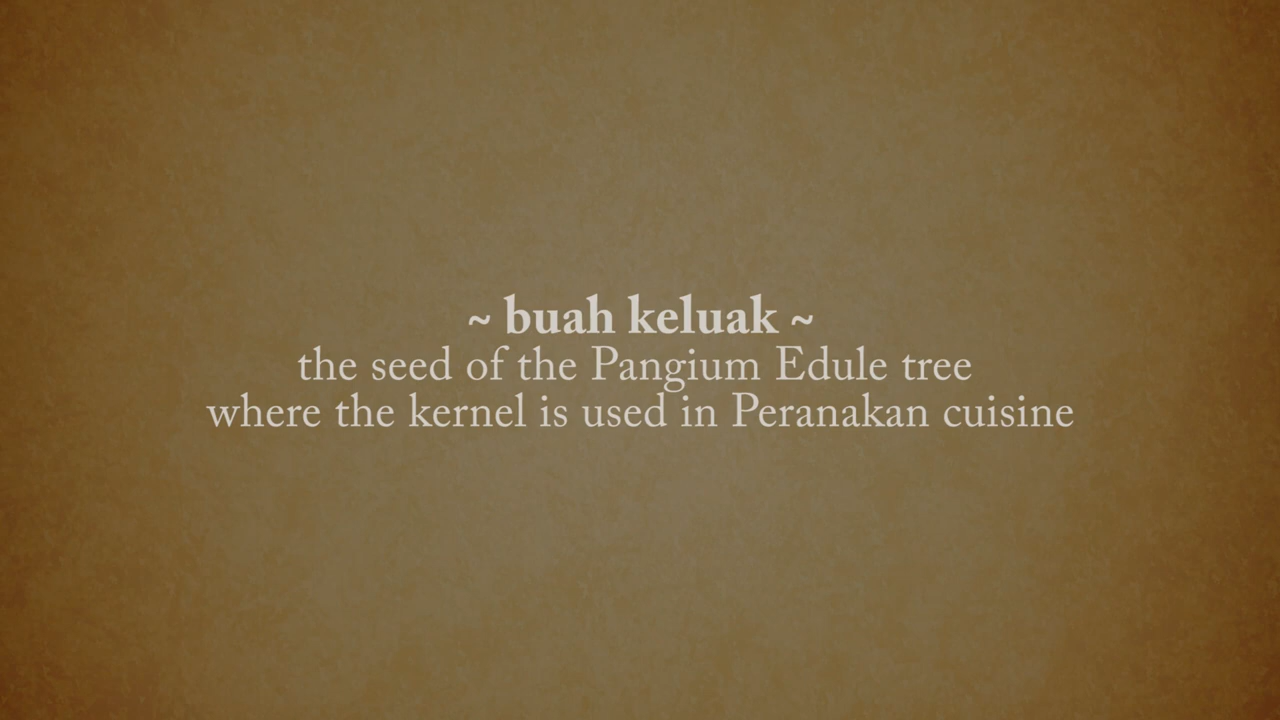 ~ buah keluak ~
the seed of the Pangium Edule tree
where the kernel is used in Peranakan cuisine